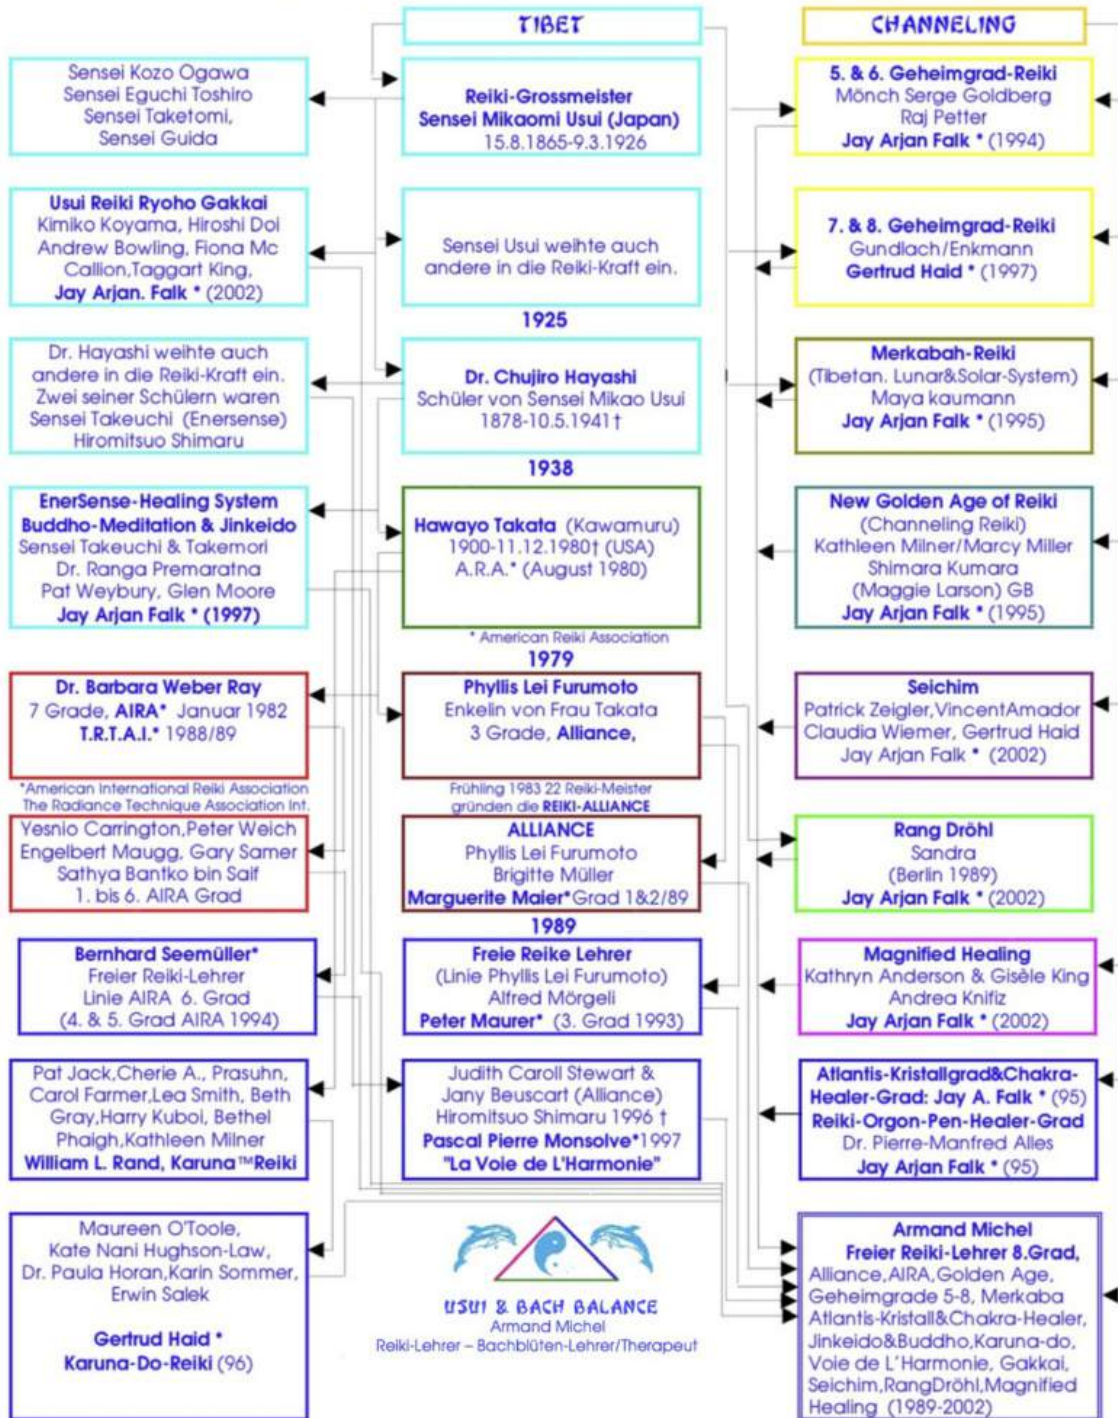 TIBET
CHANNELING
Sensei Kozo Ogawa
Sensei Eguchi Toshiro
Sensei Taketomi,
Sensei Guida
Reiki-Grossmeister
Sensei Mikaomi Usui (Japan)
15.8.1865-9.3.1926
5. & 6. Geheimgrad-Reiki
Mönch Serge Goldberg
Raj Petter
Jay Arjan Falk * (1994)
Usui Reiki Ryoho Gakkai
Kimiko Koyama, Hiroshi Doi
Andrew Bowling, Fiona Mc
Callion,Taggart King,
Jay Arjan. Falk * (2002)
Sensei Usui weihte auch
andere in die Reiki-Kraft ein.
7. & 8. Geheimgrad-Reiki
Gundlach/Enkmann
Gertrud Haid * (1997)
1925
Dr. Hayashi weihte auch
andere in die Reiki-Kraft ein.
Zwei seiner Schülern waren
Sensei Takeuchi (Enersense)
Hiromitsuo Shimaru
Dr. Chujiro Hayashi
Schüler von Sensei Mikao Usui
1878-10.5.1941†
Merkabah-Reiki
(Tibetan. Lunar&Solar-System)
Maya kaumann
Jay Arjan Falk * (1995)
1938
EnerSense-Healing System
Buddho-Meditation & Jinkeido
Sensei Takeuchi & Takemori
Dr. Ranga Premaratna
Pat Weybury, Glen Moore
Jay Arjan Falk * (1997)
Hawayo Takata (Kawamuru)
1900-11.12.1980† (USA)
A.R.A.* (August 1980)
* American Reiki Association
New Golden Age of Reiki
(Channeling Reiki)
Kathleen Milner/Marcy Miller
Shimara Kumara
(Maggie Larson) GB
Jay Arjan Falk * (1995)
1979
Dr. Barbara Weber Ray
7 Grade, AIRA* Januar 1982
T.R.T.A.I.* 1988/89
*American International Reiki Association
The Radiance Technique Association Int.
Phyllis Lei Furumoto
Enkelin von Frau Takata
3 Grade, Alliance,
Frühling 1983 22 Reiki-Meister
gründen die REIKI-ALLIANCE
Seichim
Patrick Zeigler,VincentAmador
Claudia Wiemer, Gertrud Haid
Jay Arjan Falk * (2002)
Yesnio Carrington,Peter Weich
Engelbert Maugg, Gary Samer
Sathya Bantko bin Saif
1. bis 6. AIRA Grad
ALLIANCE
Phyllis Lei Furumoto
Brigitte Müller
Marguerite Maier*Grad 1&2/89
Rang Dröhl
Sandra
(Berlin 1989)
Jay Arjan Falk * (2002)
1989
Bernhard Seemüller*
Freier Reiki-Lehrer
Linie AIRA 6. Grad
(4. & 5. Grad AIRA 1994)
Freie Reike Lehrer
(Linie Phyllis Lei Furumoto)
Alfred Mörgeli
Peter Maurer* (3. Grad 1993)
Magnified Healing
Kathryn Anderson & Gisèle King
Andrea Knifiz
Jay Arjan Falk * (2002)
Pat Jack,Cherie A., Prasuhn,
Carol Farmer,Lea Smith, Beth
Gray,Harry Kuboi, Bethel
Phaigh,Kathleen Milner
William L. Rand, Karuna™Reiki
Judith Caroll Stewart &
Jany Beuscart (Alliance)
Hiromitsuo Shimaru 1996 †
Pascal Pierre Monsolve*1997
"La Voie de L'Harmonie"
Atlantis-Kristallgrad&Chakra-
Healer-Grad: Jay A. Falk * (95)
Reiki-Orgon-Pen-Healer-Grad
Dr. Pierre-Manfred Alles
Jay Arjan Falk * (95)
Maureen O'Toole,
Kate Nani Hughson-Law,
Dr. Paula Horan,Karin Sommer,
Erwin Salek
Gertrud Haid *
Karuna-Do-Reiki (96)
USUI & BACH BALANCE
Armand Michel
Reiki-Lehrer – Bachblüten-Lehrer/Therapeut
Armand Michel
Freier Reiki-Lehrer 8.Grad,
Alliance,AIRA,Golden Age,
Geheimgrade 5-8, Merkaba
Atlantis-Kristall&Chakra-Healer,
Jinkeido&Buddho,Karuna-do,
Voie de L'Harmonie, Gakkai,
Seichim,RangDröhl,Magnified
Healing (1989-2002)